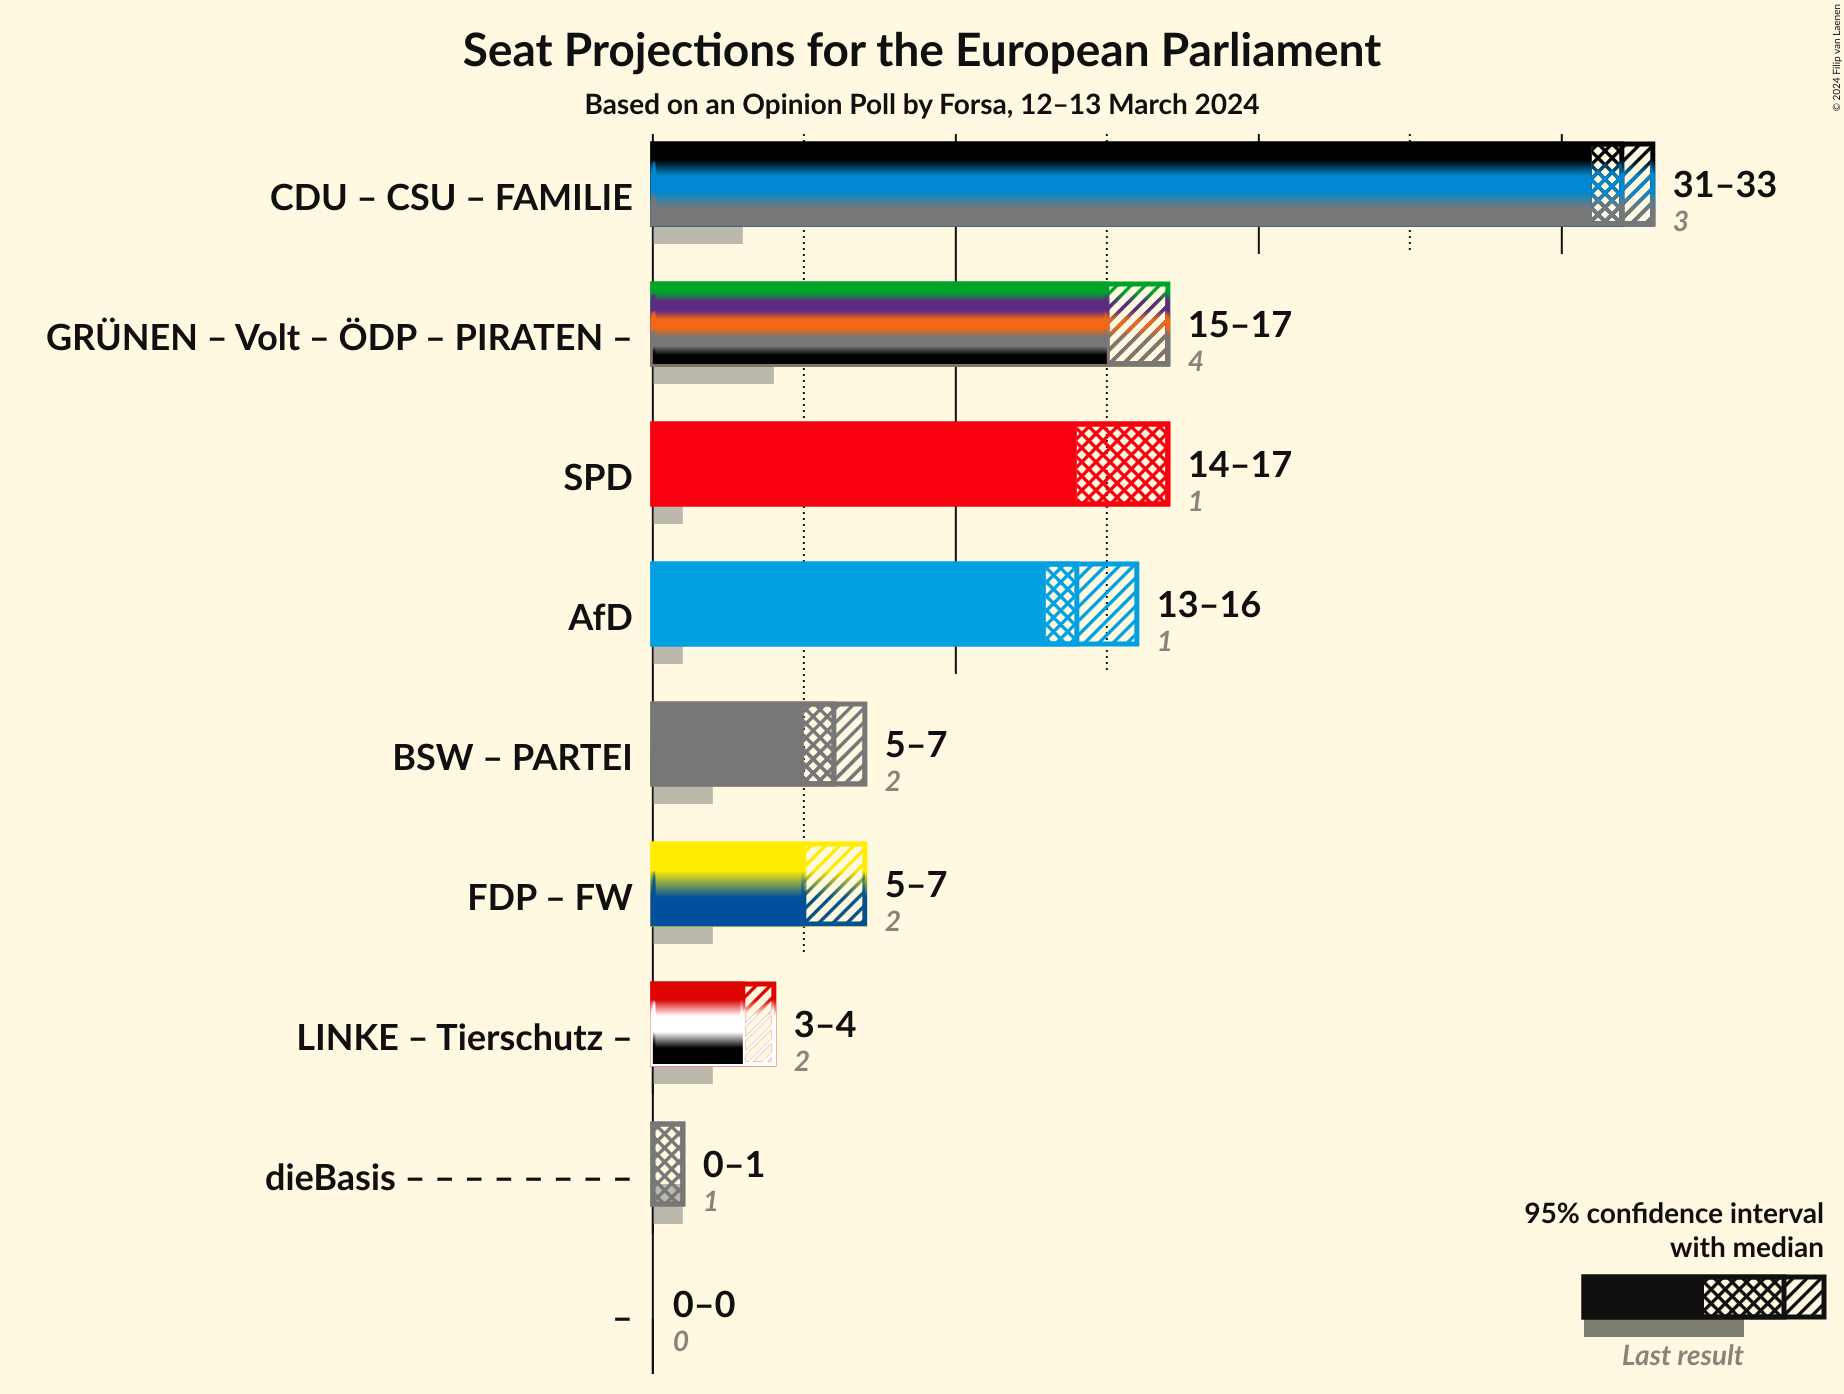 Seat Projections for the European Parliament
Based on an Opinion Poll by Forsa, 12–13 March 2024
© 2024 Filip van Laenen
CDU – CSU – FAMILIE
31–33
3
GRÜNEN – Volt – ÖDP – PIRATEN –
15–17
4
SPD
14–17
1
AfD
13–16
1
BSW – PARTEI
5–7
2
FDP – FW
5–7
2
LINKE – Tierschutz –
3–4
2
dieBasis – – – – – – – –
0–1
1
–
0–0
0
95% confidence interval
with median
Last result